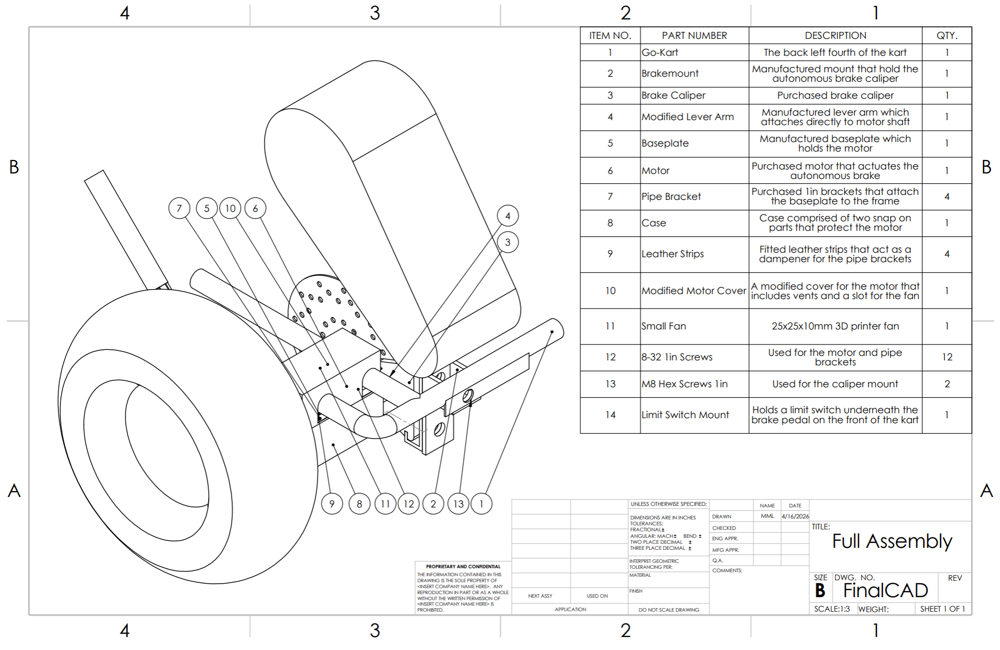 4 3 2 1
ITEM NO. PART NUMBER DESCRIPTION QTY.
1 Go-Kart The back left fourth of the kart 1
2 Brakemount Manufactured mount that hold the
autonomous brake caliper 1
3 Brake Caliper Purchased brake caliper 1
4 Modified Lever Arm Manufactured lever arm which
attaches directly to motor shaft 1
5 Baseplate Manufactured baseplate which
holds the motor 1
6 Motor Purchased motor that actuates the
autonomous brake 1
7 Pipe Bracket Purchased 1in brackets that attach
the baseplate to the frame 4
8 Case Case comprised of two snap on
parts that protect the motor 1
9 Leather Strips Fitted leather strips that act as a
dampener for the pipe brackets 4
10 Modified Motor Cover A modified cover for the motor that
includes vents and a slot for the fan 1
11 Small Fan 25x25x10mm 3D printer fan 1
12 8-32 1in Screws Used for the motor and pipe
brackets 12
13 M8 Hex Screws 1in Used for the caliper mount 2
14 Limit Switch Mount Holds a limit switch underneath the
brake pedal on the front of the kart 1
B B
7 5 10 6
4
3
A A
9 8 11 12 2 13 1
PROPRIETARY AND CONFIDENTIAL
THE INFORMATION CONTAINED IN THIS
DRAWING IS THE SOLE PROPERTY OF
<INSERT COMPANY NAME HERE>. ANY
REPRODUCTION IN PART OR AS A WHOLE
WITHOUT THE WRITTEN PERMISSION OF
<INSERT COMPANY NAME HERE> IS
PROHIBITED.
NEXT ASSY USED ON
APPLICATION
UNLESS OTHERWISE SPECIFIED:
DIMENSIONS ARE IN INCHES
TOLERANCES:
FRACTIONAL±
ANGULAR: MACH± BEND ±
TWO PLACE DECIMAL ±
THREE PLACE DECIMAL ±
INTERPRET GEOMETRIC
TOLERANCING PER:
MATERIAL
FINISH
DO NOT SCALE DRAWING
NAME DATE
DRAWN MML 4/16/2026
CHECKED
ENG APPR.
MFG APPR.
Q.A.
COMMENTS:
TITLE:
Full Assembly
SIZE DWG. NO. REV
B FinalCAD
SCALE:1:3 WEIGHT: SHEET 1 OF 1
4 3 2 1